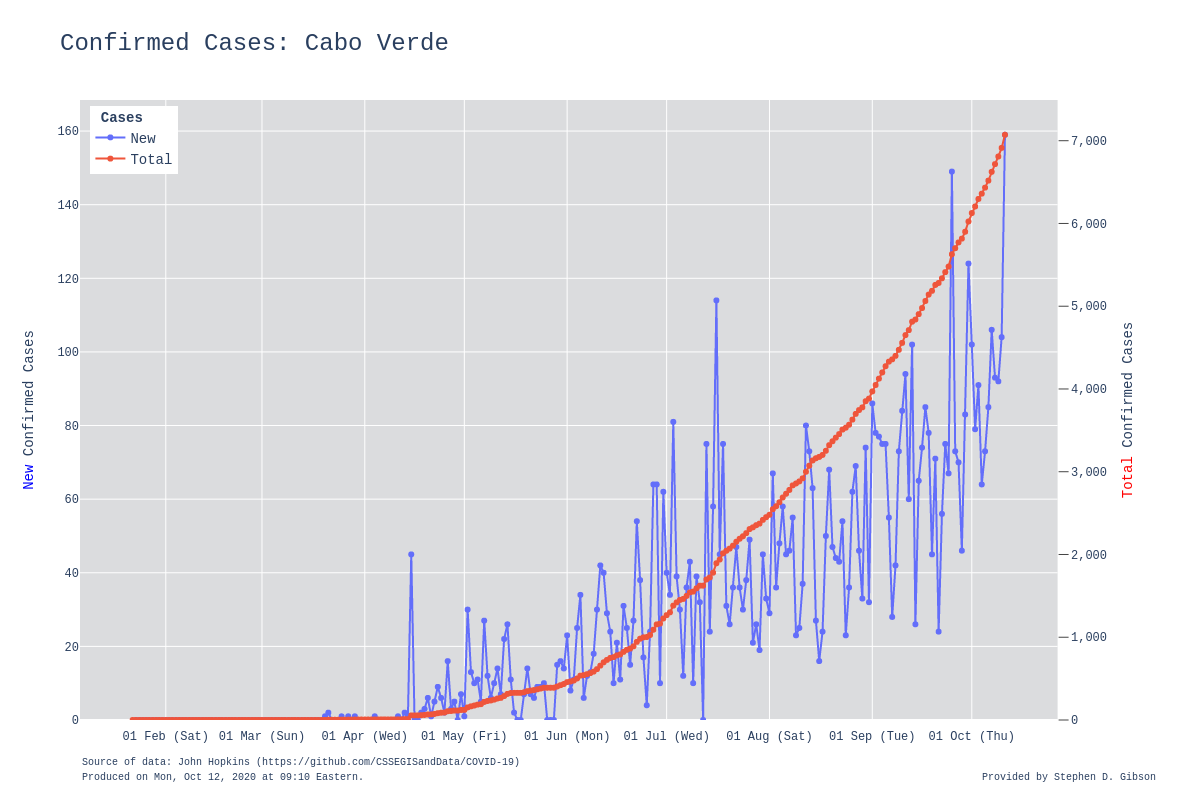 Confirmed Cases: Cabo Verde
Cases
New
Total
160
140
120
100
80
60
40
20
0
7,000
6,000
5,000
4,000
3,000
2,000
1,000
0
New Confirmed Cases
Total Confirmed Cases
01 Feb (Sat) 01 Mar (Sun) 01 Apr (Wed) 01 May (Fri) 01 Jun (Mon) 01 Jul (Wed) 01 Aug (Sat) 01 Sep (Tue) 01 Oct (Thu)
Source of data: John Hopkins (https://github.com/CSSEGISandData/COVID-19)
Produced on Mon, Oct 12, 2020 at 09:10 Eastern.
Provided by Stephen D. Gibson